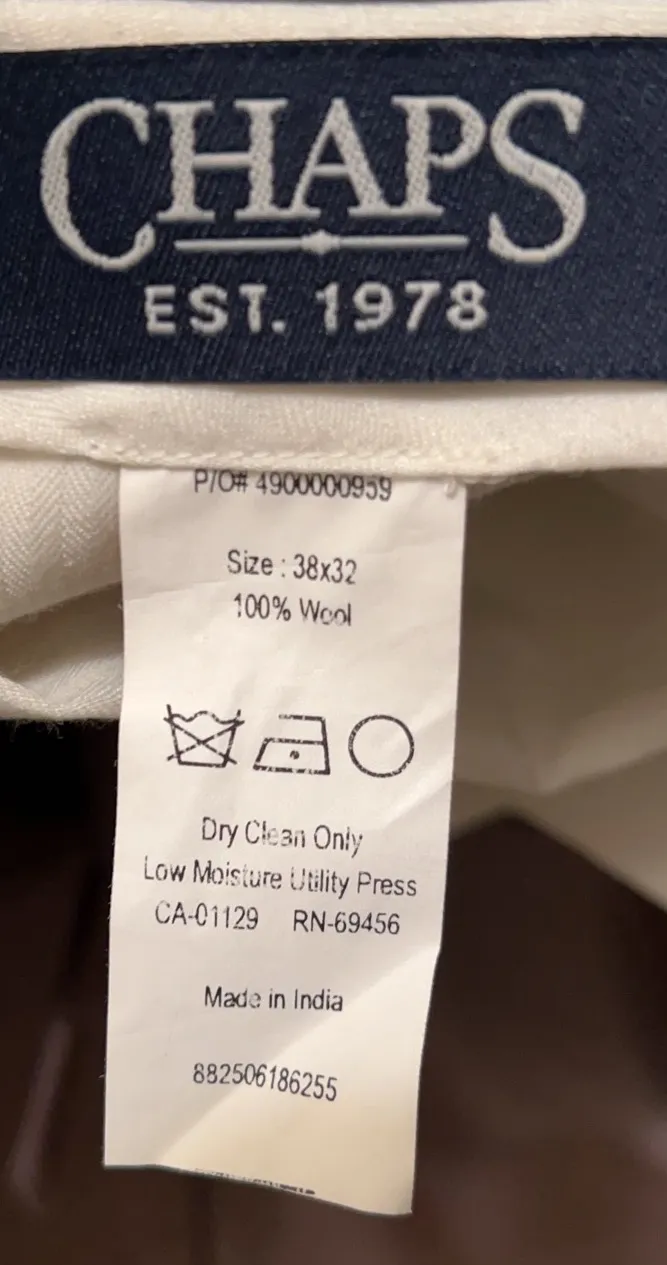 CHAPS
EST. 1978
P/O# 4900000959
Size : 38x32
100% Wool
Dry Clean Only
Low Moisture Utility Press
CA-01129 RN-69456
Made in India
882506186255